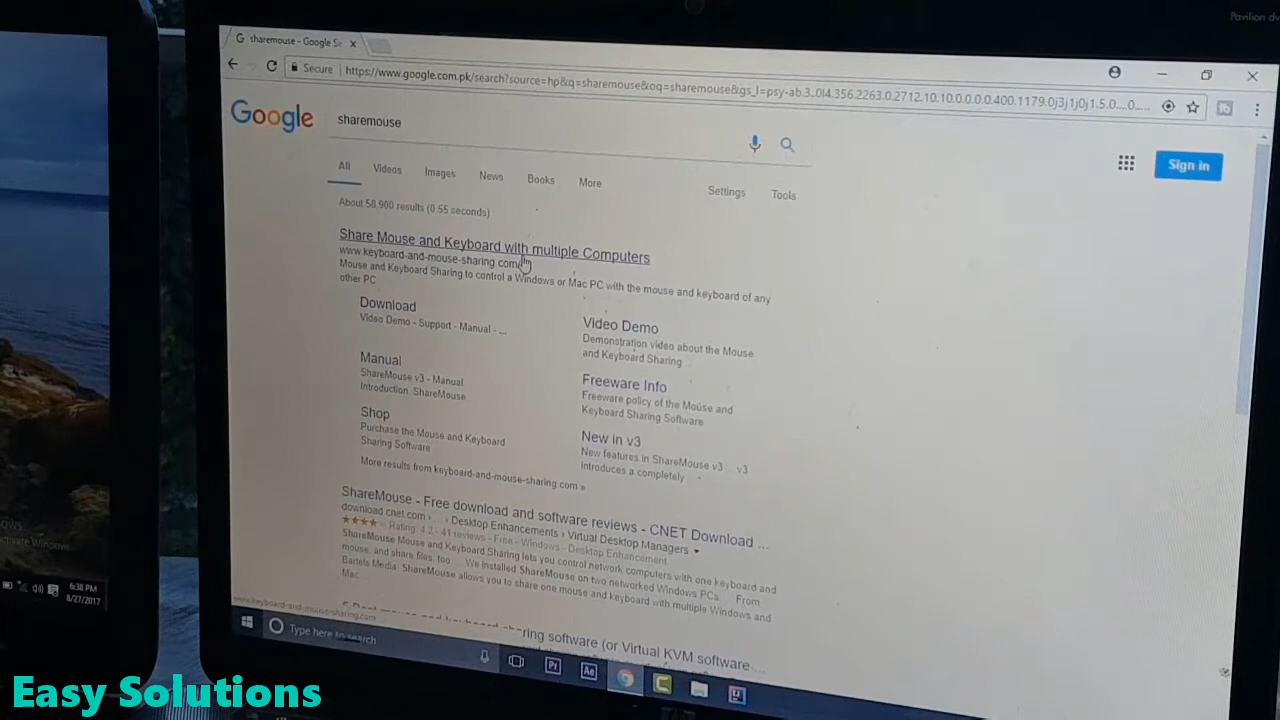 Pavilion dv
sharemouse - Google Se
Secure
https://www.google.com.pk/search?source=hp&q=sharemouse&oq=sharemouse&gs_l=psy-ab.3..0l4.356.2263.0.2712.10.10.0.0.0.0.400.1179.0j3j1j0j1.5.0....0...
Google
sharemouse
Sign in
All Videos Images News Books More Settings Tools
About 58,900 results (0.55 seconds)
Share Mouse and Keyboard with multiple Computers
www.keyboard-and-mouse-sharing.com/
Mouse and Keyboard Sharing to control a Windows or Mac PC with the mouse and keyboard of any
other PC
Download
Video Demo - Support - Manual - ...
Video Demo
Demonstration video about the Mouse
and Keyboard Sharing
Manual
ShareMouse v3 - Manual
Introduction. ShareMouse
Freeware Info
Freeware policy of the Mouse and
Keyboard Sharing Software
Shop
Purchase the Mouse and Keyboard
Sharing Software
New in v3
New features in ShareMouse v3 ... v3
introduces a completely
More results from keyboard-and-mouse-sharing.com »
ShareMouse - Free download and software reviews - CNET Download ...
download.cnet.com › ... › Desktop Enhancements › Virtual Desktop Managers
Rating: 4.2 - 41 reviews - Free - Windows - Desktop Enhancement
ShareMouse Mouse and Keyboard Sharing lets you control network computers with one keyboard and
mouse, and share files, too. ... We installed ShareMouse on two networked Windows PCs. ... From
Bartels Media: ShareMouse allows you to share one mouse and keyboard with multiple Windows and
Mac
sharing software (or Virtual KVM software....
www.keyboard-and-mouse-sharing.com
Type here to search
Pr
Ae
6:38 PM
8/27/2017
Easy Solutions